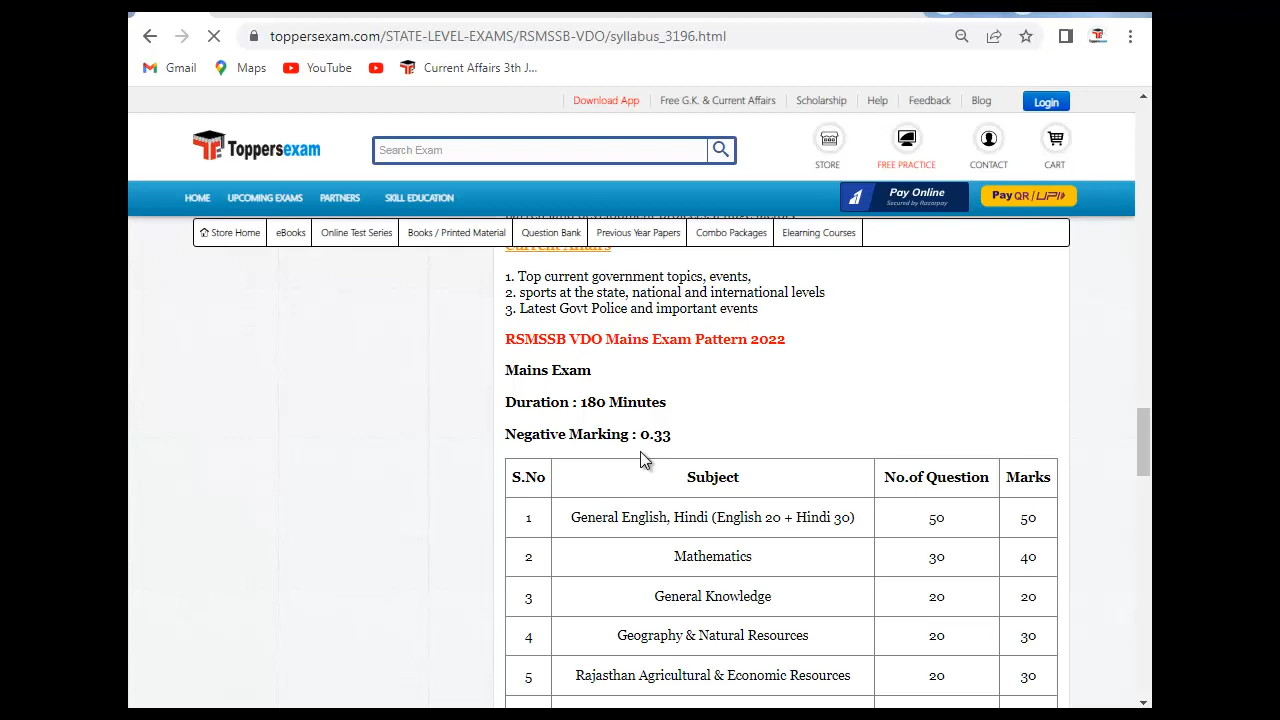 toppersexam.com/STATE-LEVEL-EXAMS/RSMSSB-VDO/syllabus_3196.html
Gmail Maps YouTube Current Affairs 3th J...
Download App Free G.K. & Current Affairs Scholarship Help Feedback Blog Login
Toppersexam Search Exam
STORE FREE PRACTICE CONTACT CART
HOME UPCOMING EXAMS PARTNERS SKILL EDUCATION Pay Online Pay QR/UPI
Secured by Razorpay
Store Home eBooks Online Test Series Books / Printed Material Question Bank Previous Year Papers Combo Packages Elearning Courses
Current Affairs
1. Top current government topics, events,
2. sports at the state, national and international levels
3. Latest Govt Police and important events
RSMSSB VDO Mains Exam Pattern 2022
Mains Exam
Duration : 180 Minutes
Negative Marking : 0.33
S.No Subject No.of Question Marks
1 General English, Hindi (English 20 + Hindi 30) 50 50
2 Mathematics 30 40
3 General Knowledge 20 20
4 Geography & Natural Resources 20 30
5 Rajasthan Agricultural & Economic Resources 20 30